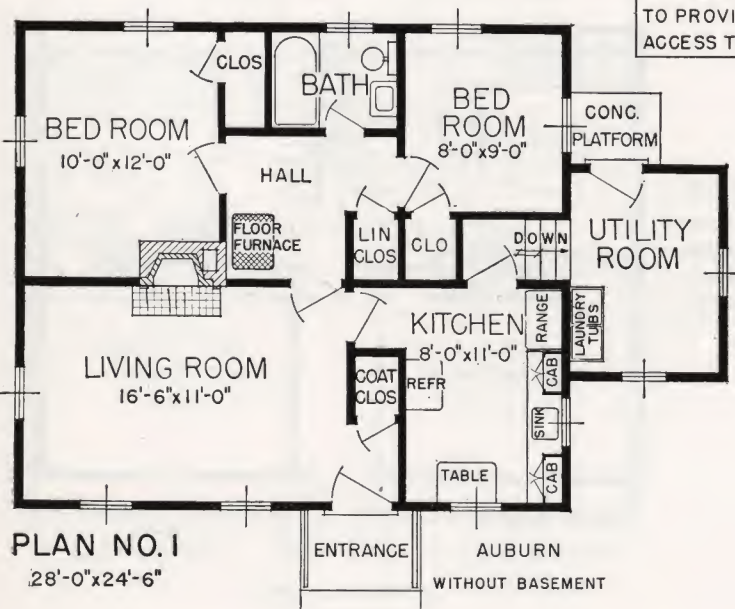 TO PROVI
ACCESS T
CLOS
BATH
BED ROOM
10'-0"x12'-0"
BED
ROOM
8'-0"x9'-0"
CONC.
PLATFORM
HALL
FLOOR
FURNACE
LIN
CLOS
CLO
DOWN
UTILITY
ROOM
LAUNDRY
TUBS
LIVING ROOM
16'-6"x11'-0"
KITCHEN
8'-0"x11'-0"
RANGE
COAT
CLOS
REFR
CAB
SINK
CAB
TABLE
PLAN NO. 1
28'-0"x24'-6"
ENTRANCE
AUBURN
WITHOUT BASEMENT